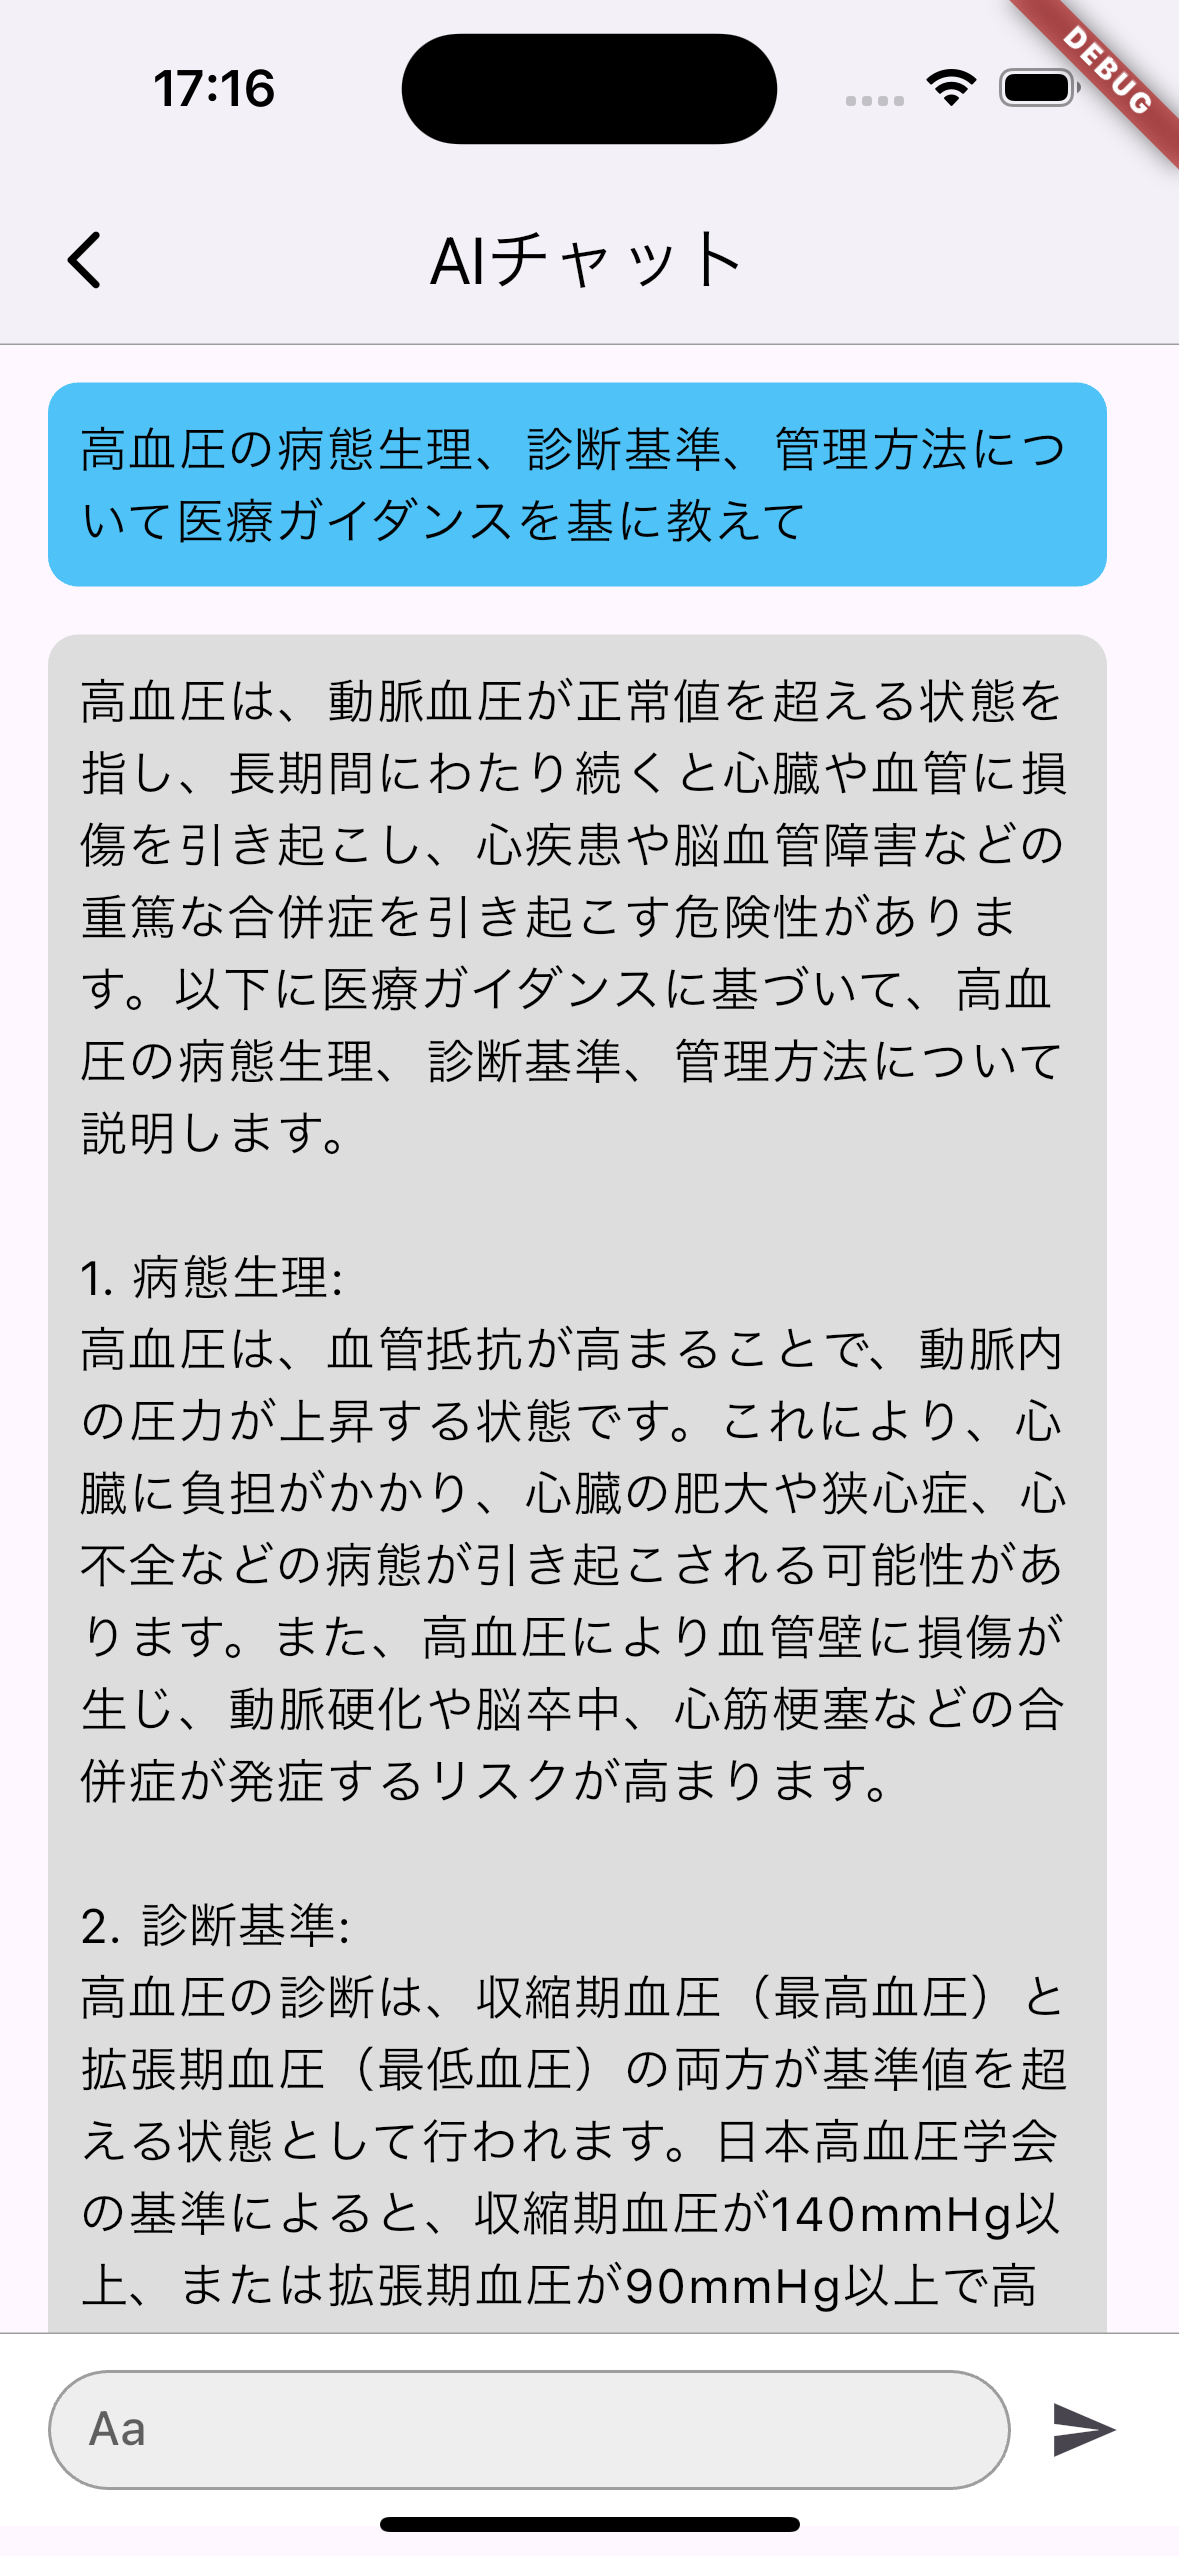 17:16
DEBUG
AIチャット
高血圧の病態生理、診断基準、管理方法につ
いて医療ガイダンスを基に教えて
高血圧は、動脈血圧が正常値を超える状態を
指し、長期間にわたり続くと心臓や血管に損
傷を引き起こし、心疾患や脳血管障害などの
重篤な合併症を引き起こす危険性がありま
す。以下に医療ガイダンスに基づいて、高血
圧の病態生理、診断基準、管理方法について
説明します。
1. 病態生理:
高血圧は、血管抵抗が高まることで、動脈内
の圧力が上昇する状態です。これにより、心
臓に負担がかかり、心臓の肥大や狭心症、心
不全などの病態が引き起こされる可能性があ
ります。また、高血圧により血管壁に損傷が
生じ、動脈硬化や脳卒中、心筋梗塞などの合
併症が発症するリスクが高まります。
2. 診断基準:
高血圧の診断は、収縮期血圧（最高血圧）と
拡張期血圧（最低血圧）の両方が基準値を超
える状態として行われます。日本高血圧学会
の基準によると、収縮期血圧が140mmHg以
上、または拡張期血圧が90mmHg以上で高
Aa